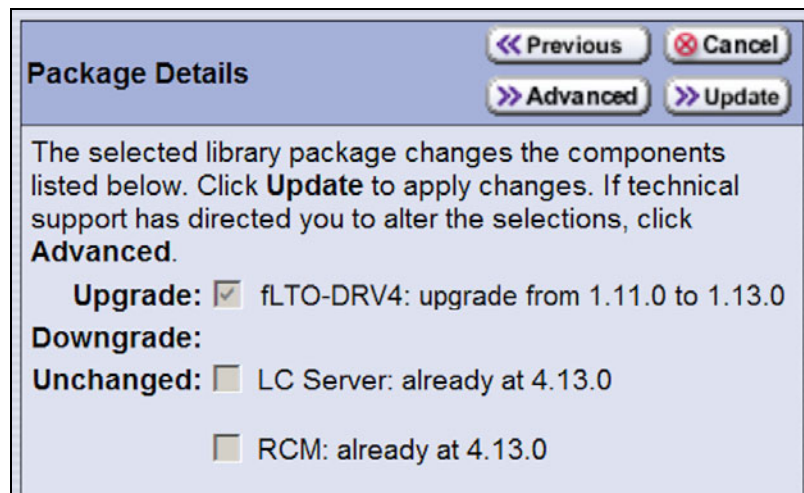 Package Details
Previous
Cancel
Advanced
Update
The selected library package changes the components
listed below. Click Update to apply changes. If technical
support has directed you to alter the selections, click
Advanced.
Upgrade: fLTO-DRV4: upgrade from 1.11.0 to 1.13.0
Downgrade:
Unchanged: LC Server: already at 4.13.0
RCM: already at 4.13.0